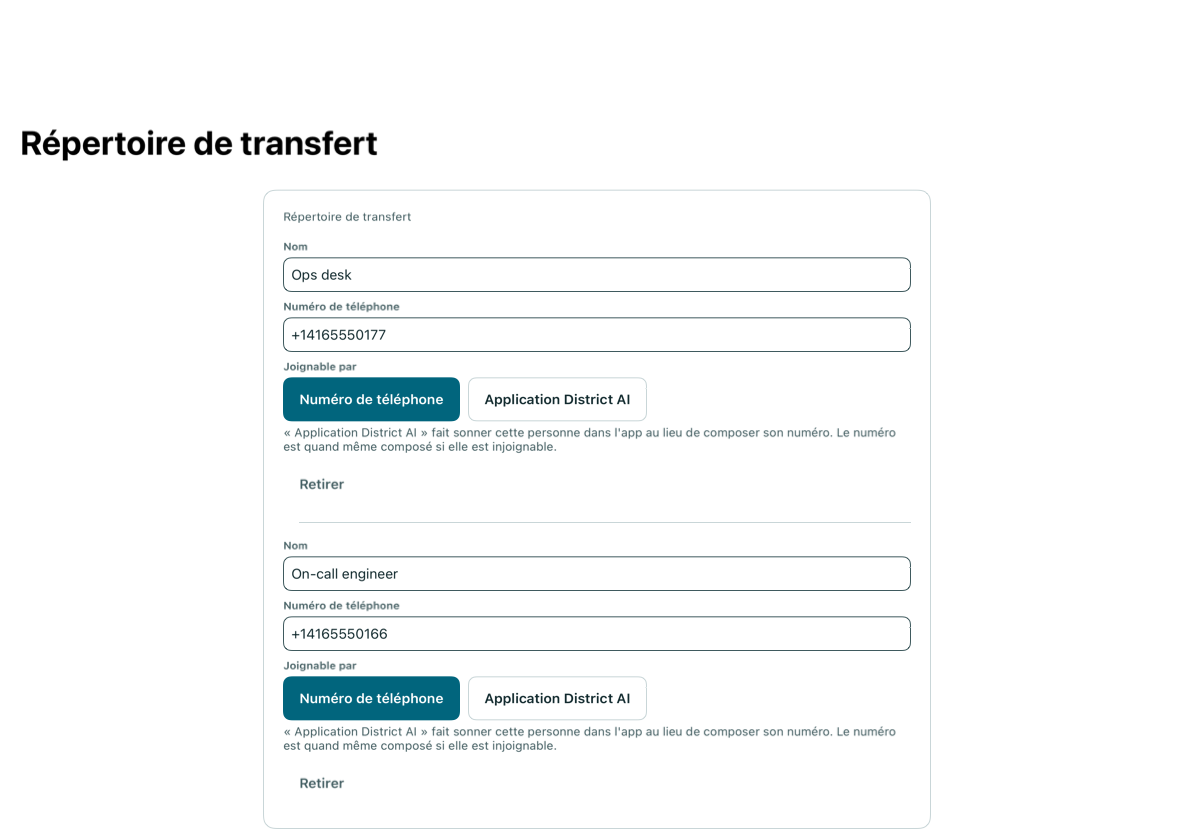 Répertoire de transfert
Répertoire de transfert
Nom
Ops desk
Numéro de téléphone
+14165550177
Joignable par
Numéro de téléphone
Application District AI
« Application District AI » fait sonner cette personne dans l'app au lieu de composer son numéro. Le numéro
est quand même composé si elle est injoignable.
Retirer
Nom
On-call engineer
Numéro de téléphone
+14165550166
Joignable par
Numéro de téléphone
Application District AI
« Application District AI » fait sonner cette personne dans l'app au lieu de composer son numéro. Le numéro
est quand même composé si elle est injoignable.
Retirer